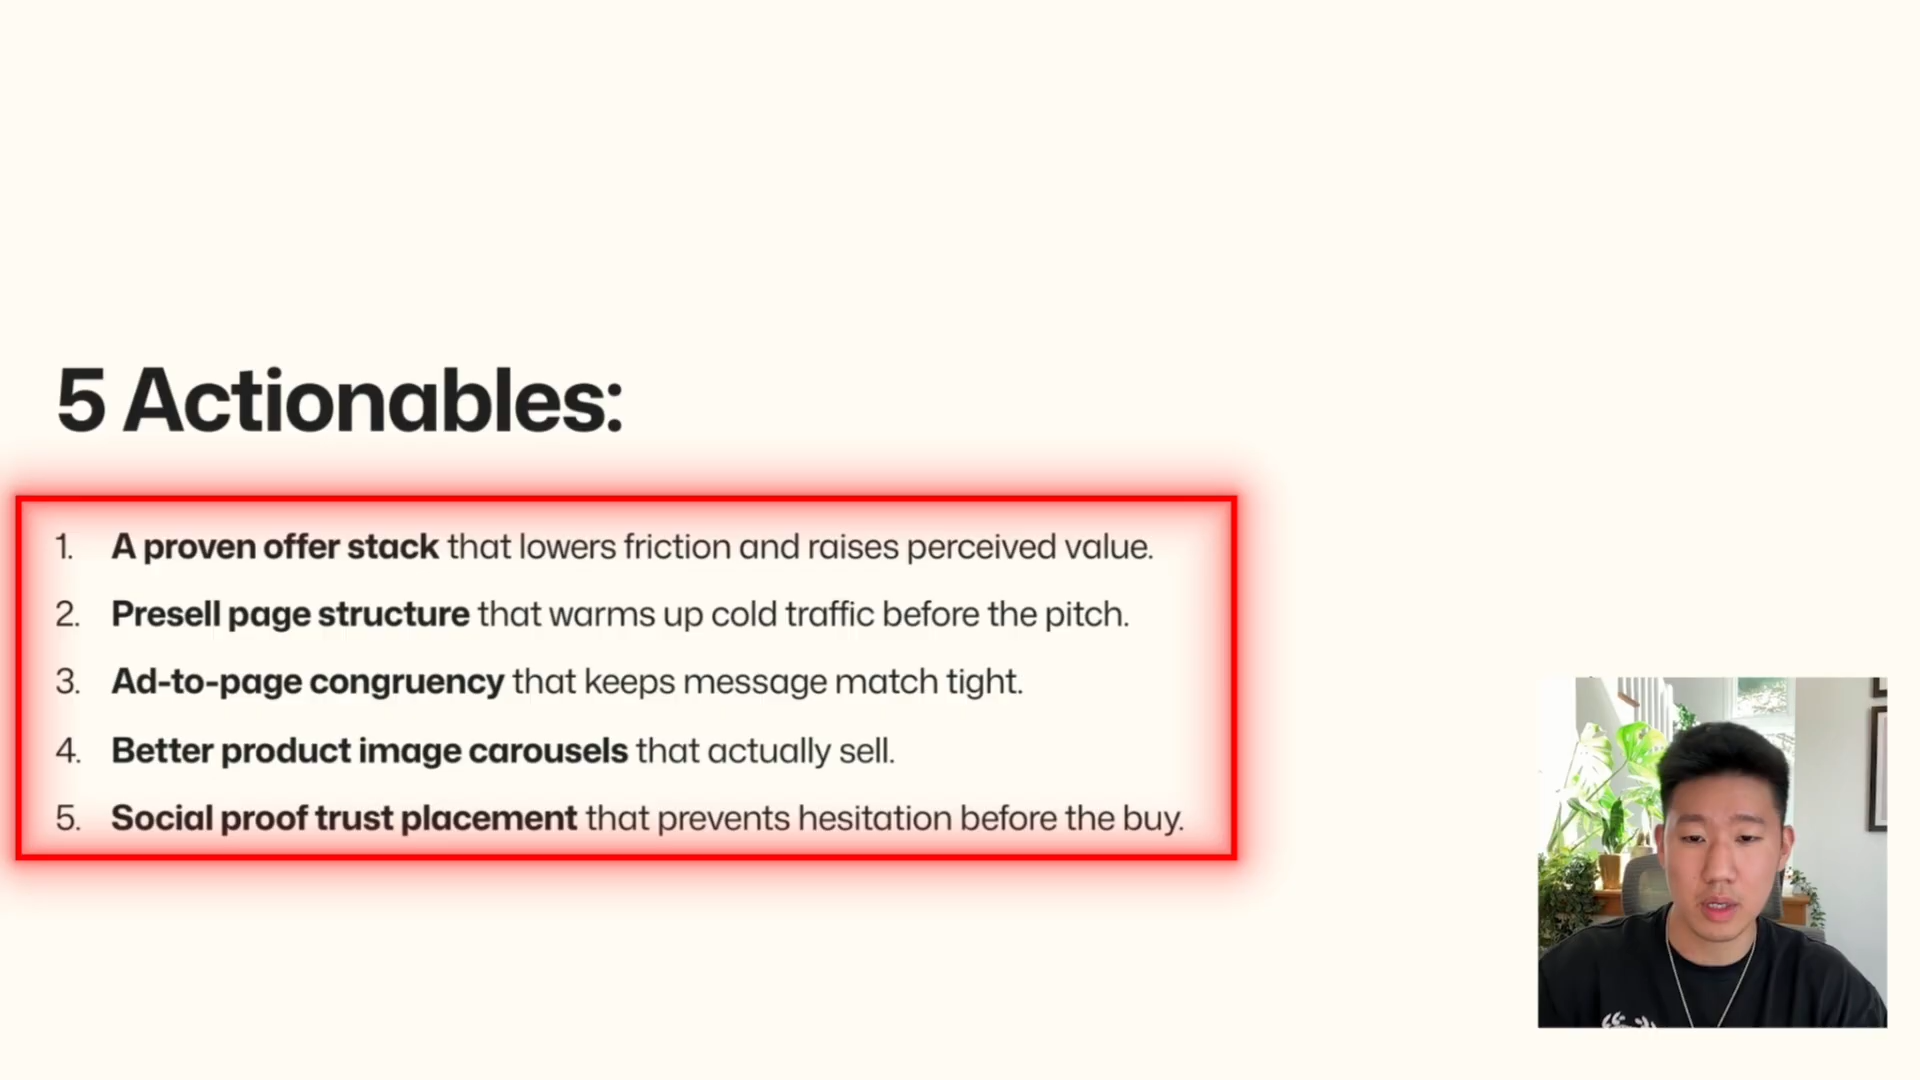 5 Actionables:
1. A proven offer stack that lowers friction and raises perceived value.
2. Presell page structure that warms up cold traffic before the pitch.
3. Ad-to-page congruency that keeps message match tight.
4. Better product image carousels that actually sell.
5. Social proof trust placement that prevents hesitation before the buy.